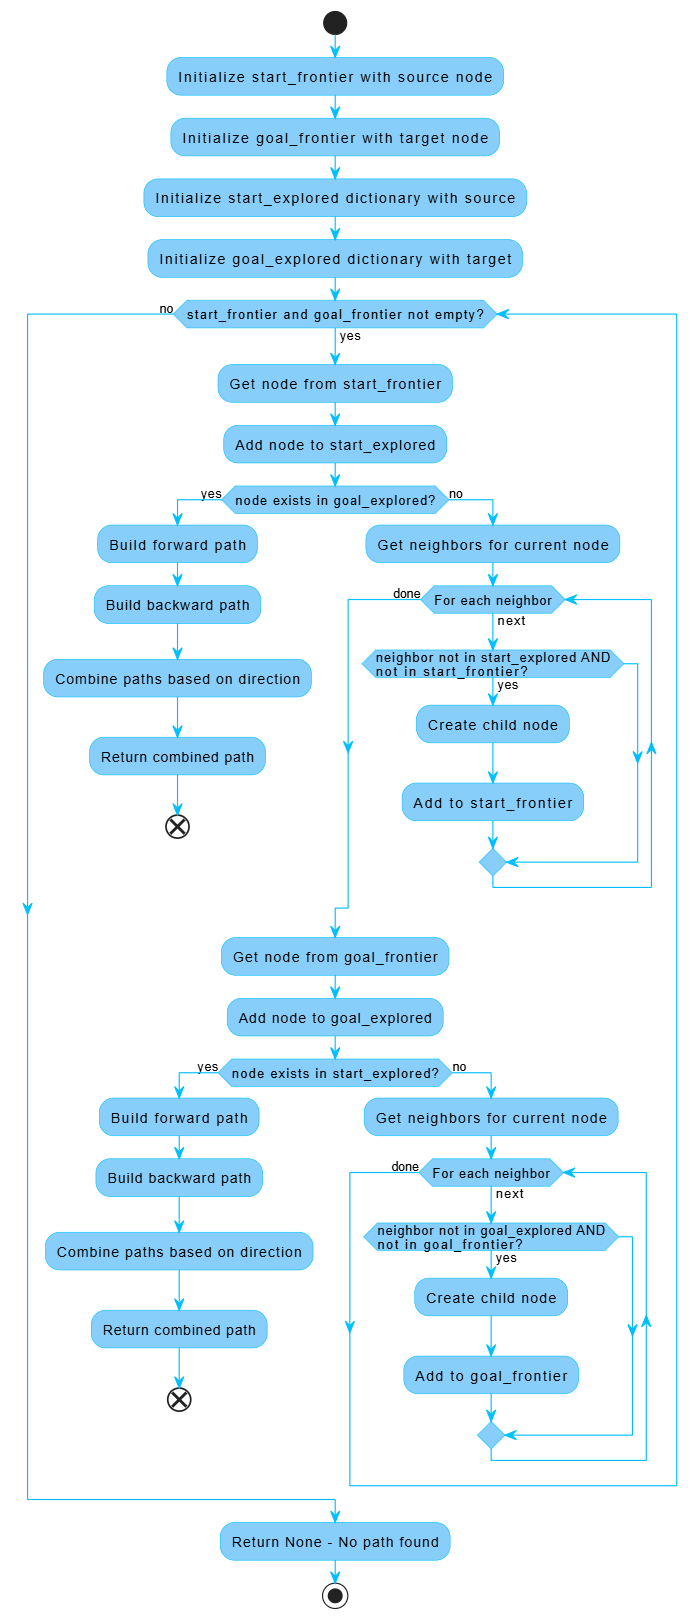 Initialize start_frontier with source node
Initialize goal_frontier with target node
Initialize start_explored dictionary with source
Initialize goal_explored dictionary with target
no
start_frontier and goal_frontier not empty?
yes
Get node from start_frontier
Add node to start_explored
yes
node exists in goal_explored?
no
Build forward path
Build backward path
Combine paths based on direction
Return combined path
Get neighbors for current node
done
For each neighbor
next
neighbor not in start_explored AND
not in start_frontier?
yes
Create child node
Add to start_frontier
Get node from goal_frontier
Add node to goal_explored
yes
node exists in start_explored?
no
Build forward path
Build backward path
Combine paths based on direction
Return combined path
Get neighbors for current node
done
For each neighbor
next
neighbor not in goal_explored AND
not in goal_frontier?
yes
Create child node
Add to goal_frontier
Return None - No path found